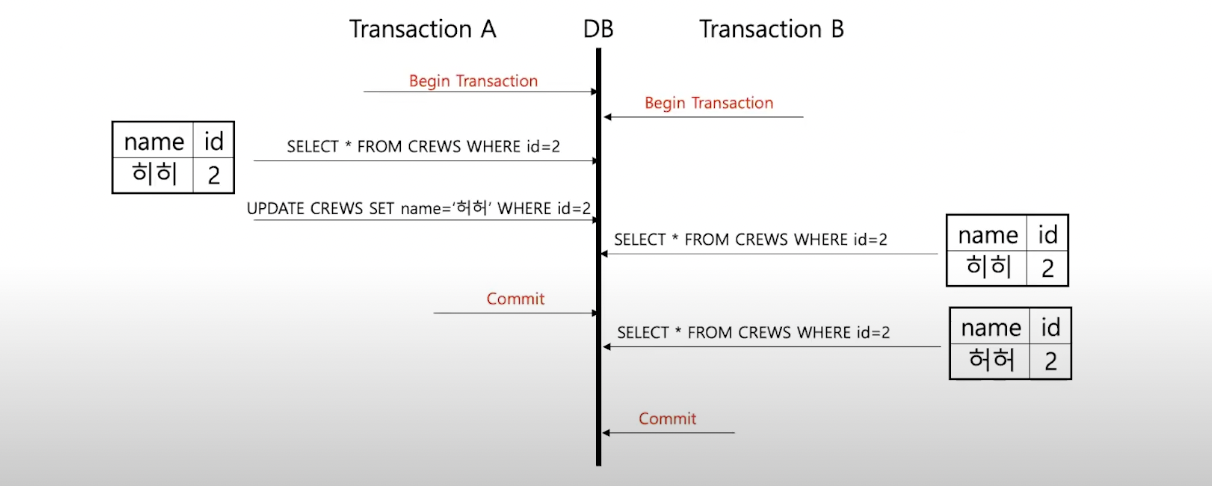 Transaction A DB Transaction B
Begin Transaction
Begin Transaction
name id
히히 2
SELECT * FROM CREWS WHERE id=2
UPDATE CREWS SET name=‘허허’ WHERE id=2
SELECT * FROM CREWS WHERE id=2
name id
히히 2
Commit
SELECT * FROM CREWS WHERE id=2
name id
허허 2
Commit